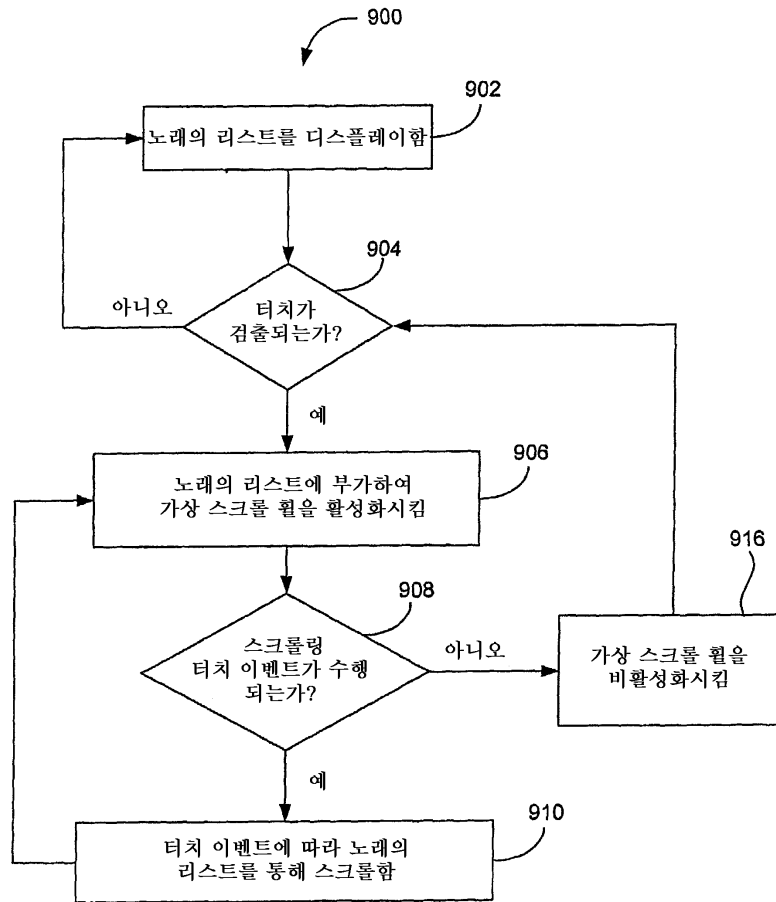 900
902
노래의 리스트를 디스플레이함
904
아니오
터치가
검출되는가?
예
906
노래의 리스트에 부가하여
가상 스크롤 휠을 활성화시킴
908
916
스크롤링
터치 이벤트가 수행
되는가?
아니오
가상 스크롤 휠을
비활성화시킴
예
910
터치 이벤트에 따라 노래의
리스트를 통해 스크롤함